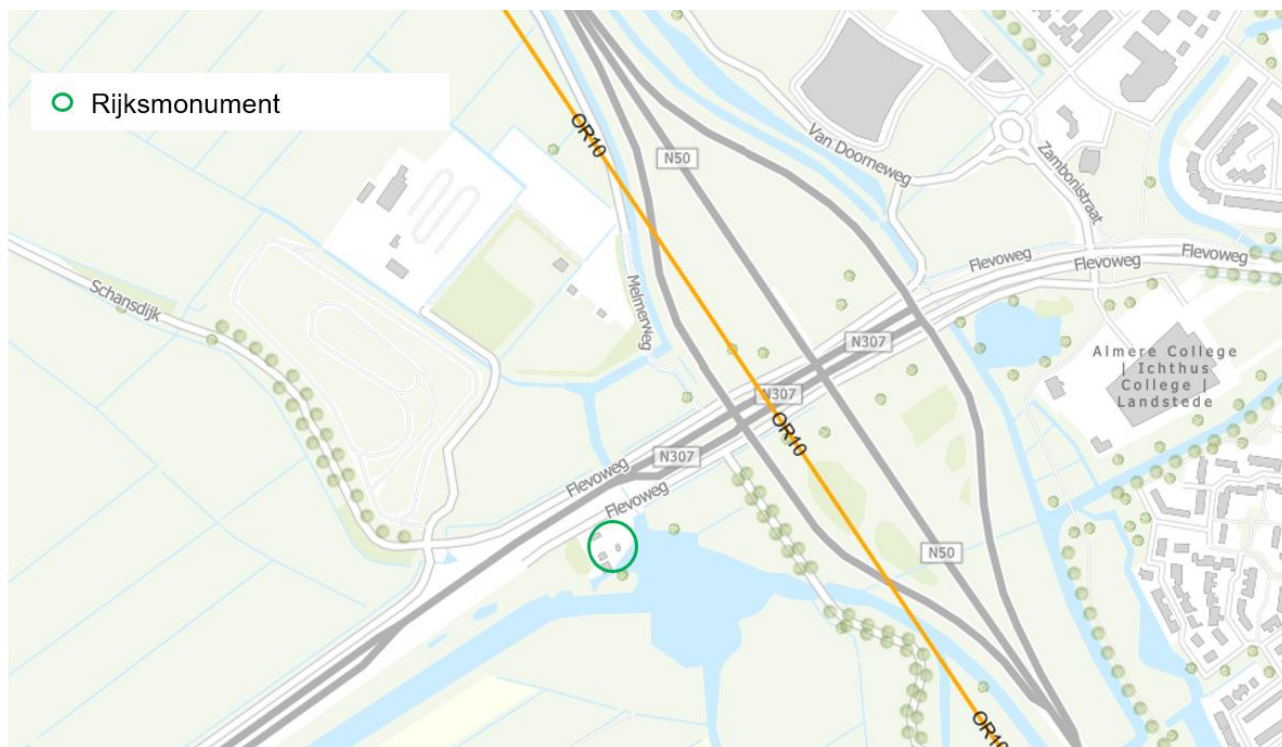 Rijksmonument
OR10
N50
Van Doorneweg
Zambonistraat
Flevoweg
Flevoweg
Flevoweg
Schansdijk
Melmerweg
N307
Almere College
| Ichthus
College |
Landstede
N307
OR10
N307
Flevoweg
Flevoweg
N50
OR10